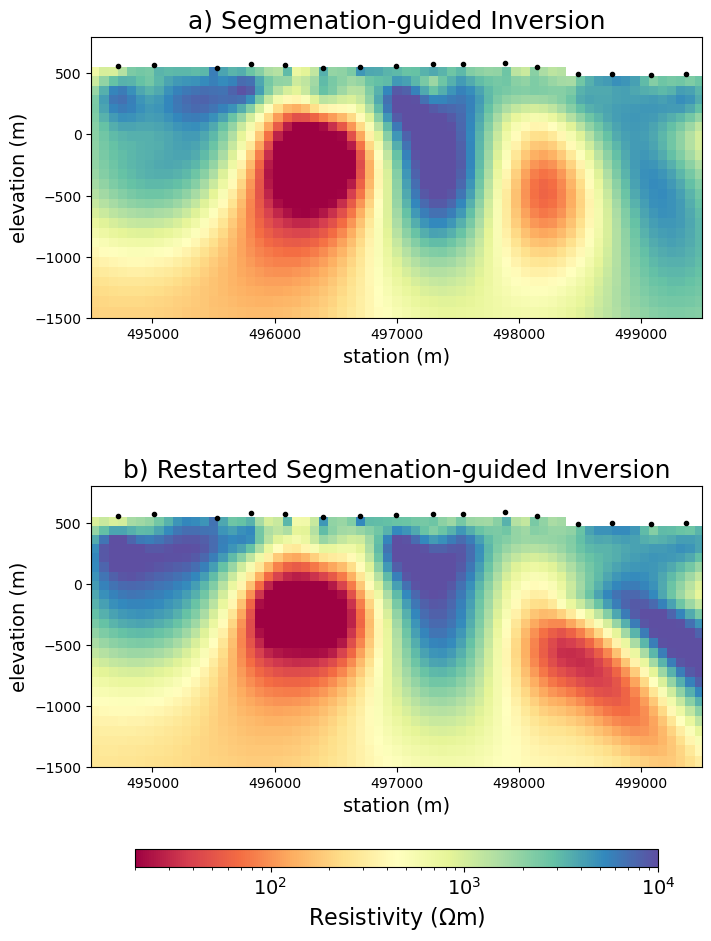 a) Segmenation-guided Inversion
500
0
−500
−1000
−1500
elevation (m)
495000 496000 497000 498000 499000
station (m)
b) Restarted Segmenation-guided Inversion
500
0
−500
−1000
−1500
elevation (m)
495000 496000 497000 498000 499000
station (m)
10² 10³ 10⁴
Resistivity (Ωm)